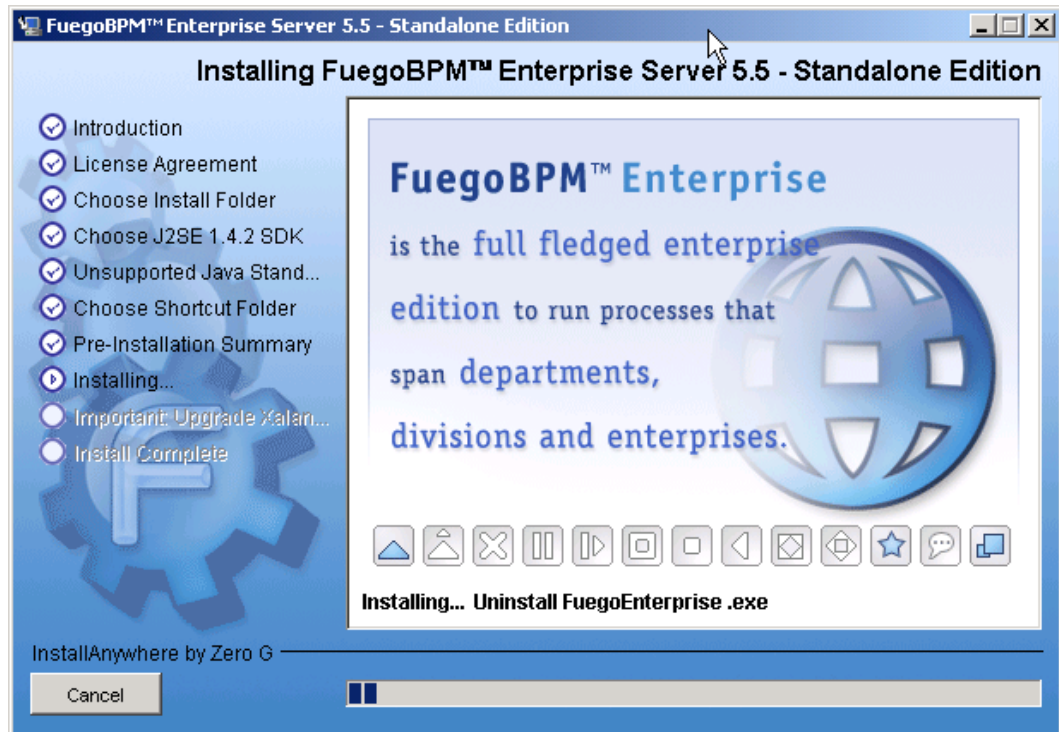 FuegoBPM™ Enterprise Server 5.5 - Standalone Edition
Installing FuegoBPM™ Enterprise Server 5.5 - Standalone Edition
Introduction
License Agreement
Choose Install Folder
Choose J2SE 1.4.2 SDK
Unsupported Java Stand...
Choose Shortcut Folder
Pre-Installation Summary
Installing...
Important: Upgrade Xalan...
Install Complete
FuegoBPM™ Enterprise
is the full fledged enterprise
edition to run processes that
span departments,
divisions and enterprises.
Installing... Uninstall FuegoEnterprise .exe
InstallAnywhere by Zero G
Cancel